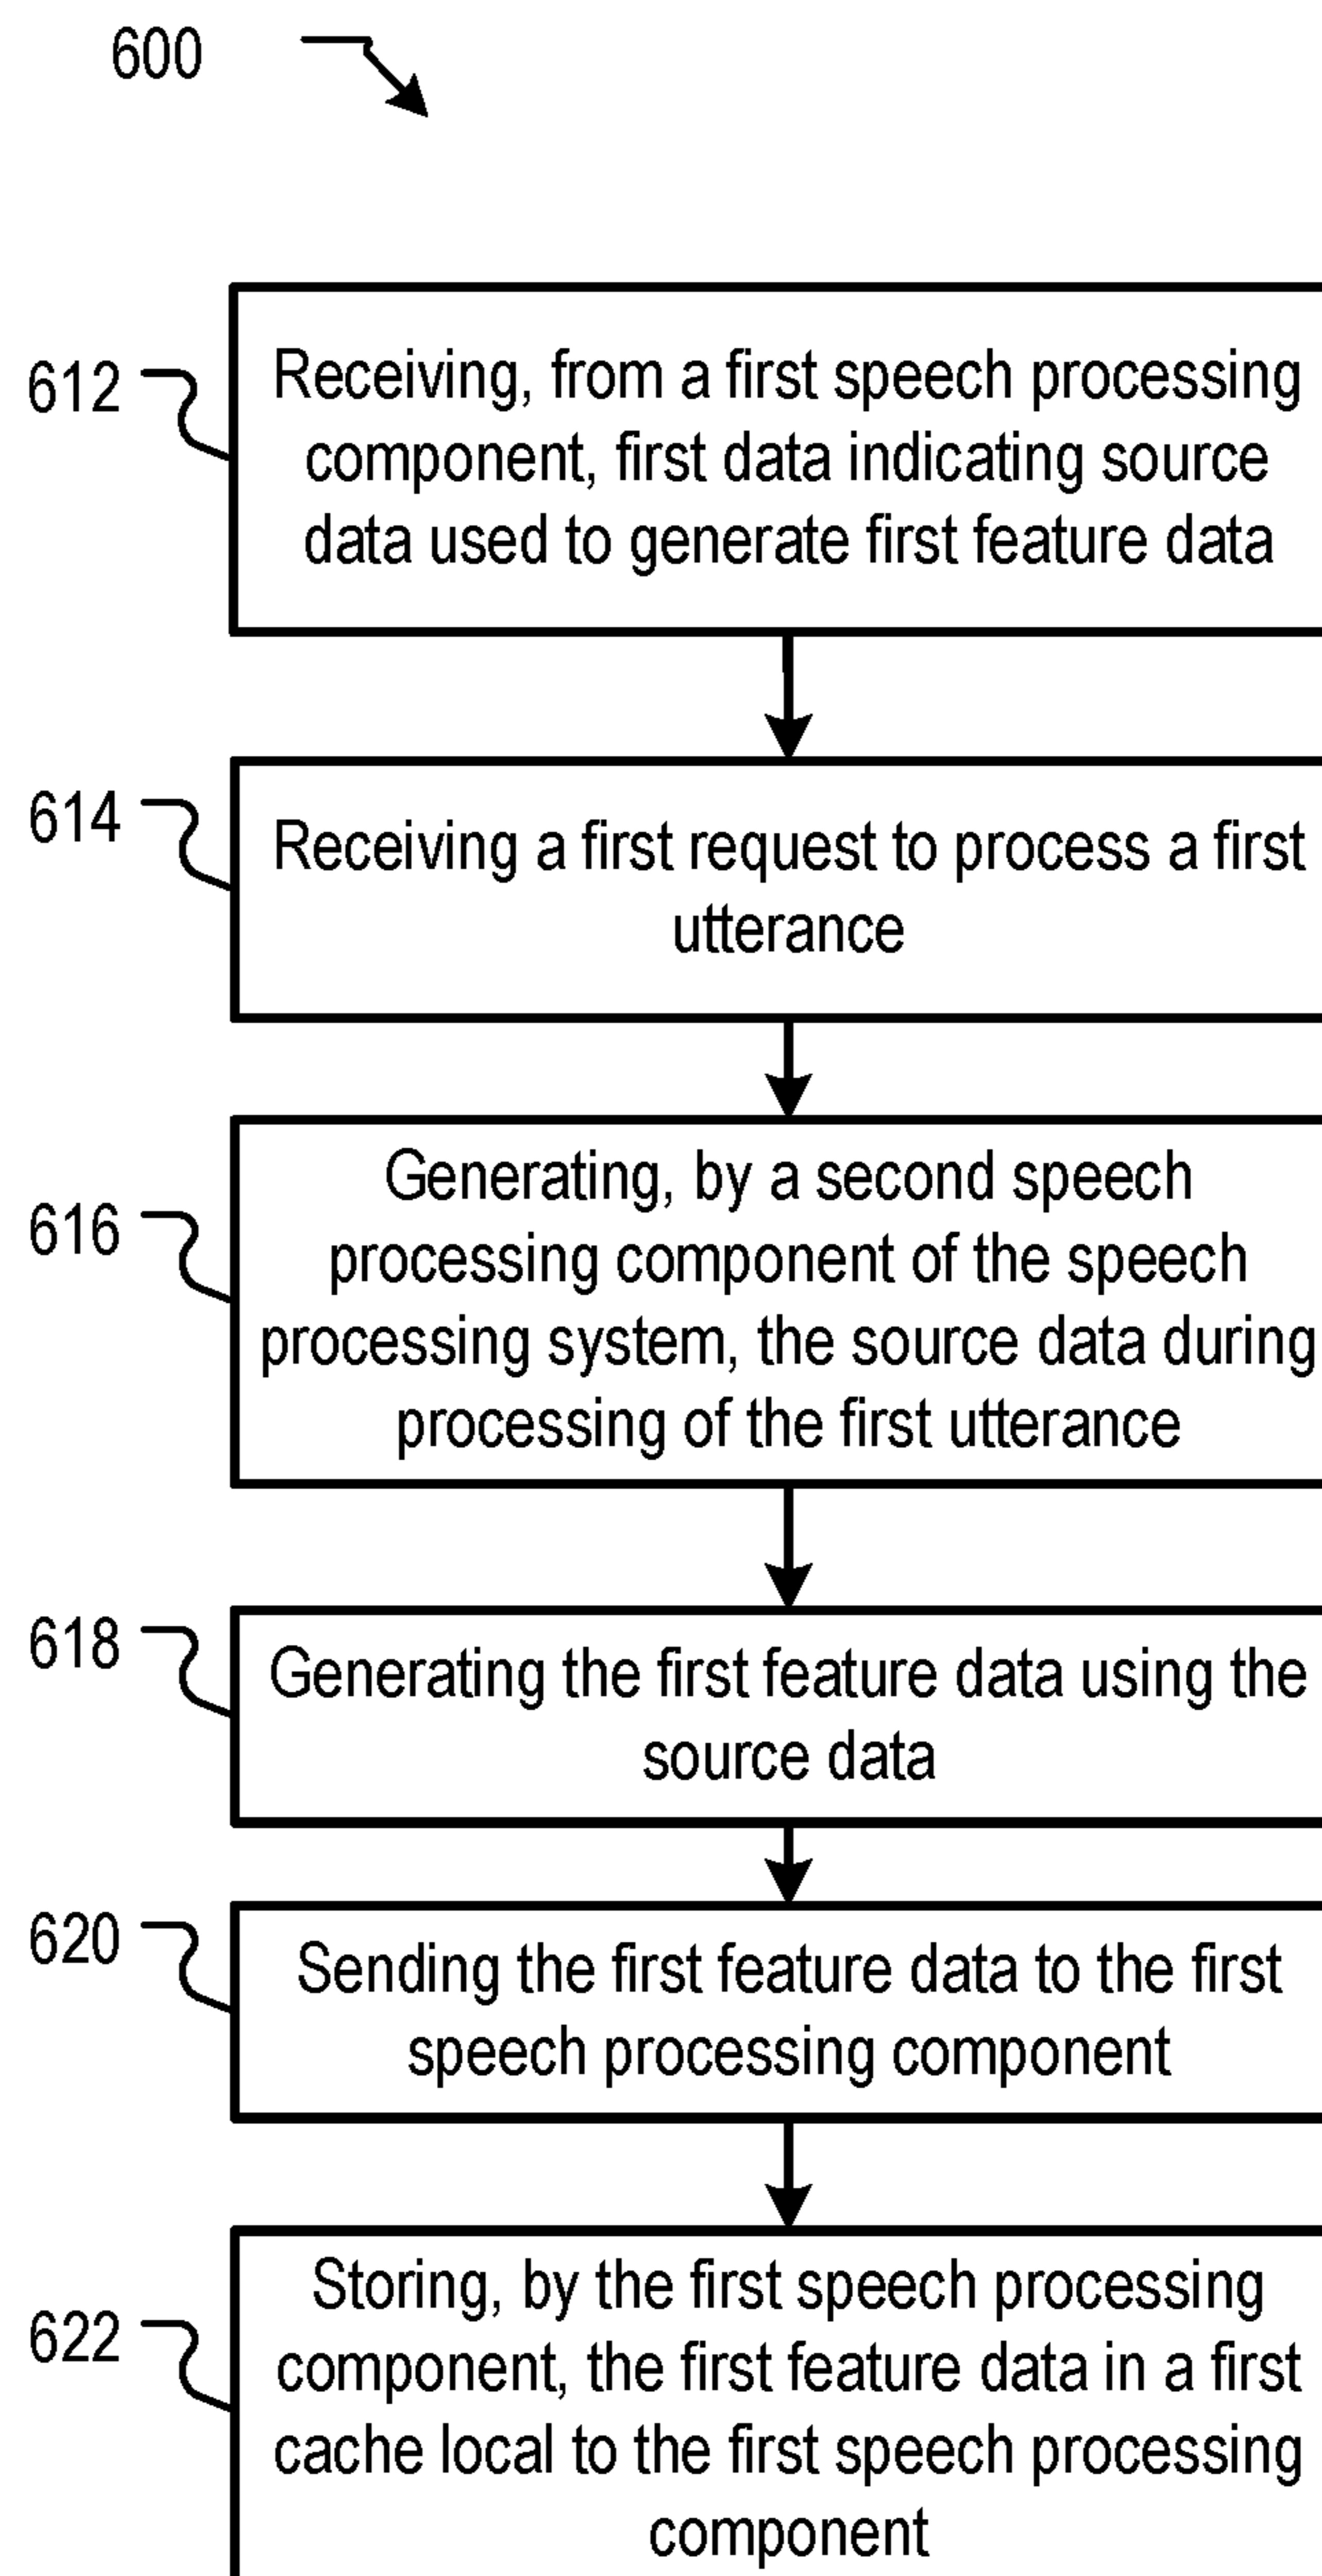 600
612
Receiving, from a first speech processing
component, first data indicating source
data used to generate first feature data
614
Receiving a first request to process a first
utterance
616
Generating, by a second speech
processing component of the speech
processing system, the source data during
processing of the first utterance
618
Generating the first feature data using the
source data
620
Sending the first feature data to the first
speech processing component
622
Storing, by the first speech processing
component, the first feature data in a first
cache local to the first speech processing
component